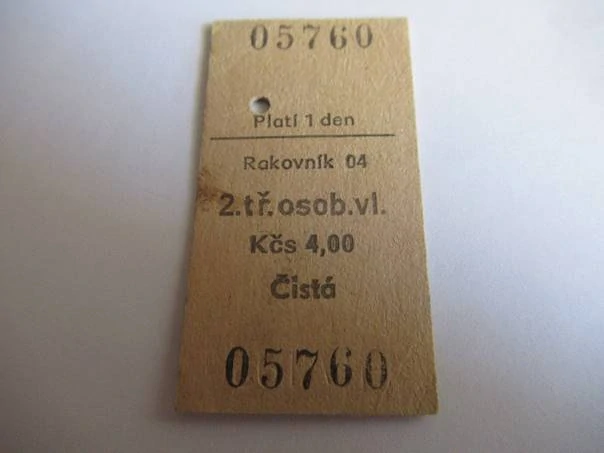 05760
Platí 1 den
Rakovník 04
2.tř.osob.vl.
Kčs 4,00
Čistá
05760